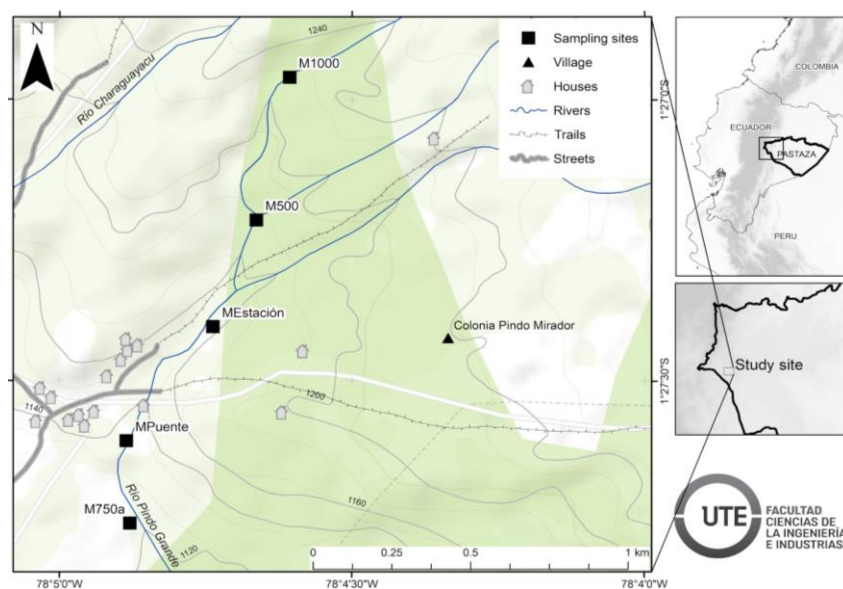 N
1240
M1000
Río Charaguayacu
Sampling sites
Village
Houses
Rivers
Trails
Streets
M500
MEstación
Colonia Pindo Mirador
1200
1140
MPuente
M750a
Río Pindo Grande
1160
1120
0 0.25 0.5 1 km
78°5'0"W 78°4'30"W 78°4'0"W
1°27'0"S
1°27'30"S
COLOMBIA
ECUADOR
PASTAZA
PERU
Study site
UTE
FACULTAD
CIENCIAS DE
LA INGENIERÍA
E INDUSTRIAS